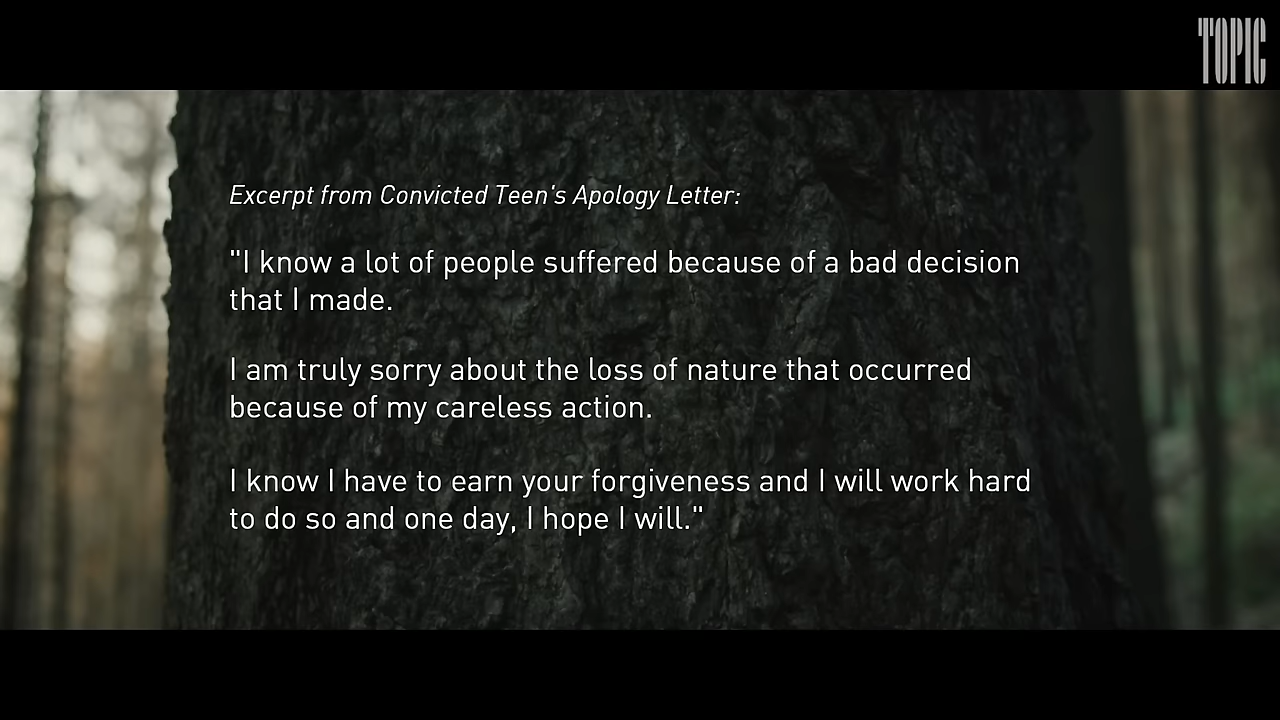 TOPIC
Excerpt from Convicted Teen's Apology Letter:
"I know a lot of people suffered because of a bad decision
that I made.
I am truly sorry about the loss of nature that occurred
because of my careless action.
I know I have to earn your forgiveness and I will work hard
to do so and one day, I hope I will."